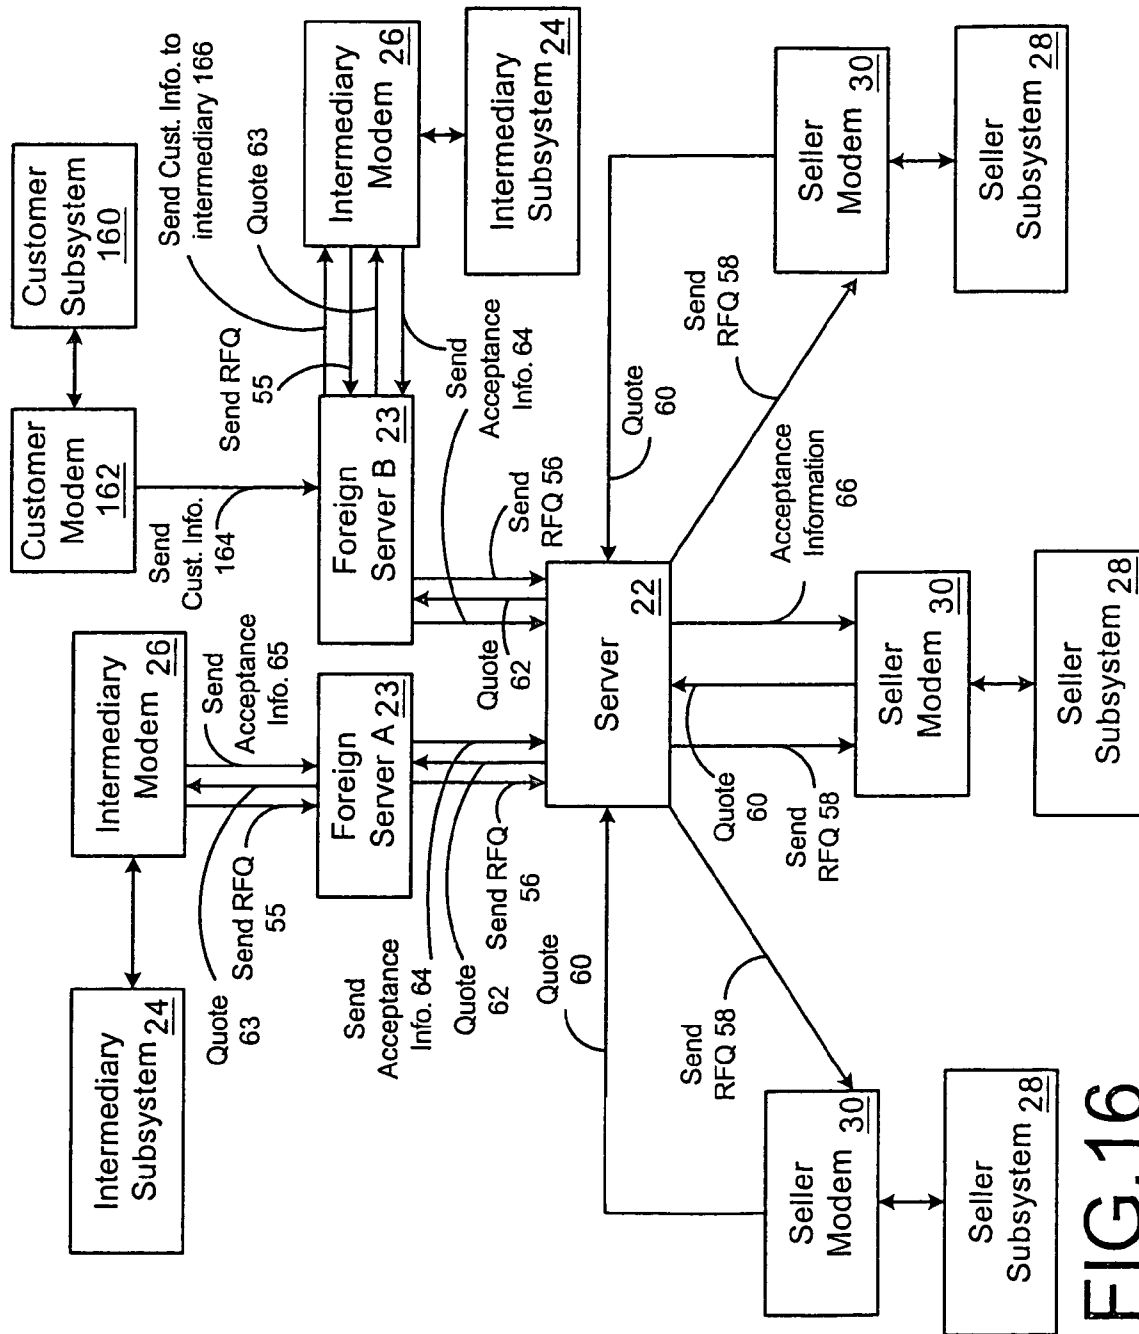 Intermediary
Subsystem 24
Intermediary
Modem 26
Customer
Modem
162
Customer
Subsystem
160
Quote
63
Send RFQ
55
Send
Acceptance
Info. 65
Send
Cust. Info.
164
Send RFQ
55
Send Cust. Info. to
intermediary 166
Quote 63
Foreign
Server A 23
Foreign
Server B 23
Intermediary
Modem 26
Intermediary
Subsystem 24
Send
Acceptance
Info. 64
Quote
62
Send RFQ
56
Quote
62
Send
RFQ 56
Send
Acceptance
Info. 64
Quote
60
Server 22
Quote
60
Send
RFQ 58
Quote
60
Send
RFQ 58
Acceptance
Information
66
Send
RFQ 58
Seller
Modem 30
Seller
Modem 30
Seller
Modem 30
Seller
Subsystem 28
Seller
Subsystem 28
Seller
Subsystem 28
FIG.16